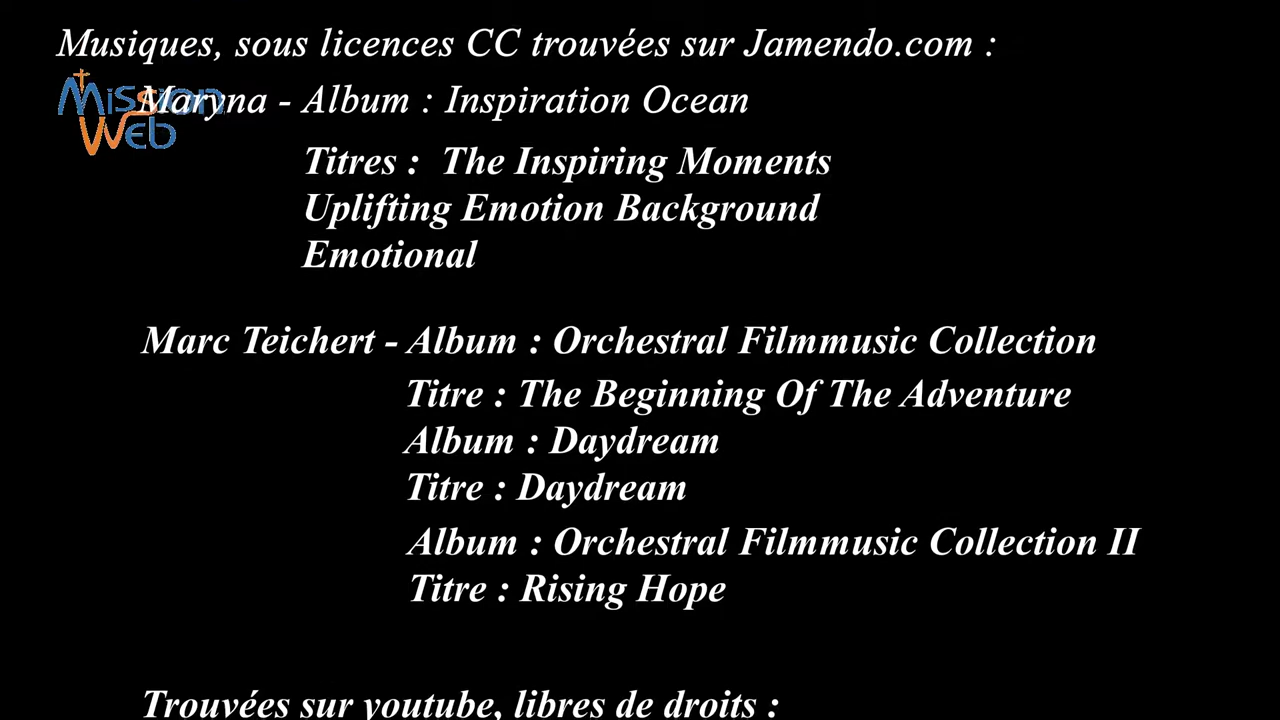 Musiques, sous licences CC trouvées sur Jamendo.com :
Mission
Web
Maryna - Album : Inspiration Ocean
Titres : The Inspiring Moments
Uplifting Emotion Background
Emotional
Marc Teichert - Album : Orchestral Filmmusic Collection
Titre : The Beginning Of The Adventure
Album : Daydream
Titre : Daydream
Album : Orchestral Filmmusic Collection II
Titre : Rising Hope
Trouvées sur youtube, libres de droits :